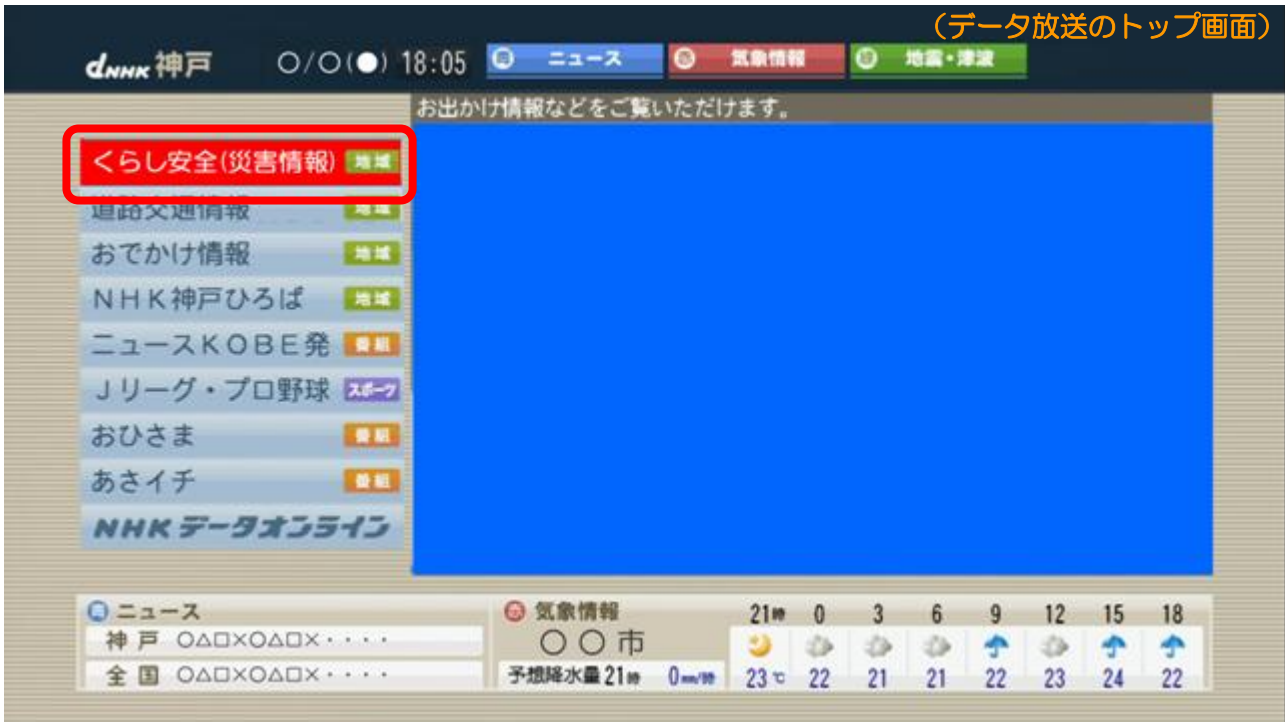 （データ放送のトップ画面）
dNHK 神戸 〇/〇(●) 18:05 ニュース 気象情報 地震・津波
お出かけ情報などをご覧いただけます。
くらし安全(災害情報) 地域
道路交通情報 地域
おでかけ情報 地域
ＮＨＫ神戸ひろば 地域
ニュースＫＯＢＥ発 番組
Ｊリーグ・プロ野球 スポーツ
おひさま 番組
あさイチ 番組
NHK データオンライン
ニュース
神戸 〇△□×〇△□×・・・・
全国 〇△□×〇△□×・・・・
気象情報 21時 0 3 6 9 12 15 18
〇〇市
予想降水量21時 0mm/時 23℃ 22 21 21 22 23 24 22